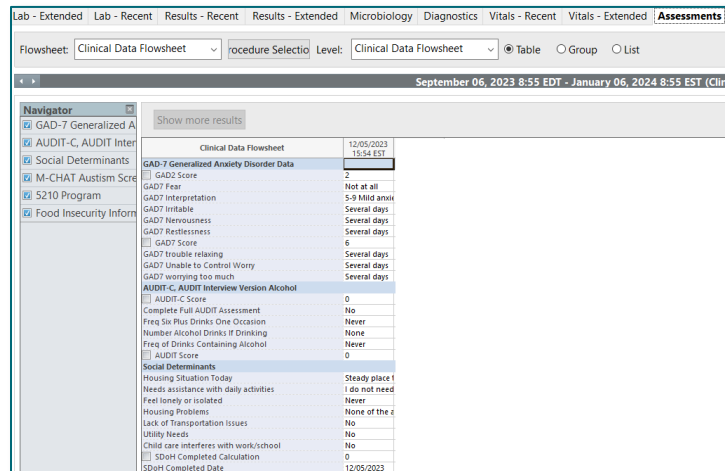 Lab - Extended Lab - Recent Results - Recent Results - Extended Microbiology Diagnostics Vitals - Recent Vitals - Extended Assessments
Flowsheet: Clinical Data Flowsheet rocedure Selectio Level: Clinical Data Flowsheet Table Group List
September 06, 2023 8:55 EDT - January 06, 2024 8:55 EST (Clin
Navigator
GAD-7 Generalized A
AUDIT-C, AUDIT Inter
Social Determinants
M-CHAT Austism Scre
5210 Program
Food Insecurity Inform
Show more results
Clinical Data Flowsheet 12/05/2023
15:54 EST
GAD-7 Generalized Anxiety Disorder Data
GAD2 Score 2
GAD7 Fear Not at all
GAD7 Interpretation 5-9 Mild anxie
GAD7 Irritable Several days
GAD7 Nervousness Several days
GAD7 Restlessness Several days
GAD7 Score 6
GAD7 trouble relaxing Several days
GAD7 Unable to Control Worry Several days
GAD7 worrying too much Several days
AUDIT-C, AUDIT Interview Version Alcohol
AUDIT-C Score 0
Complete Full AUDIT Assessment No
Freq Six Plus Drinks One Occasion Never
Number Alcohol Drinks If Drinking None
Freq of Drinks Containing Alcohol Never
AUDIT Score 0
Social Determinants
Housing Situation Today Steady place t
Needs assistance with daily activities I do not need
Feel lonely or isolated Never
Housing Problems None of the a
Lack of Transportation Issues No
Utility Needs No
Child care interferes with work/school No
SDoH Completed Calculation 0
SDoH Completed Date 12/05/2023